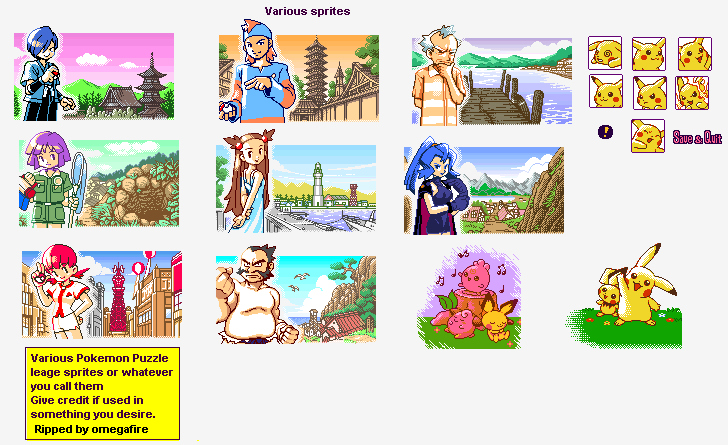 Various sprites
!
Save & Quit
Various Pokemon Puzzle
leage sprites or whatever
you call them
Give credit if used in
something you desire.
Ripped by omegafire